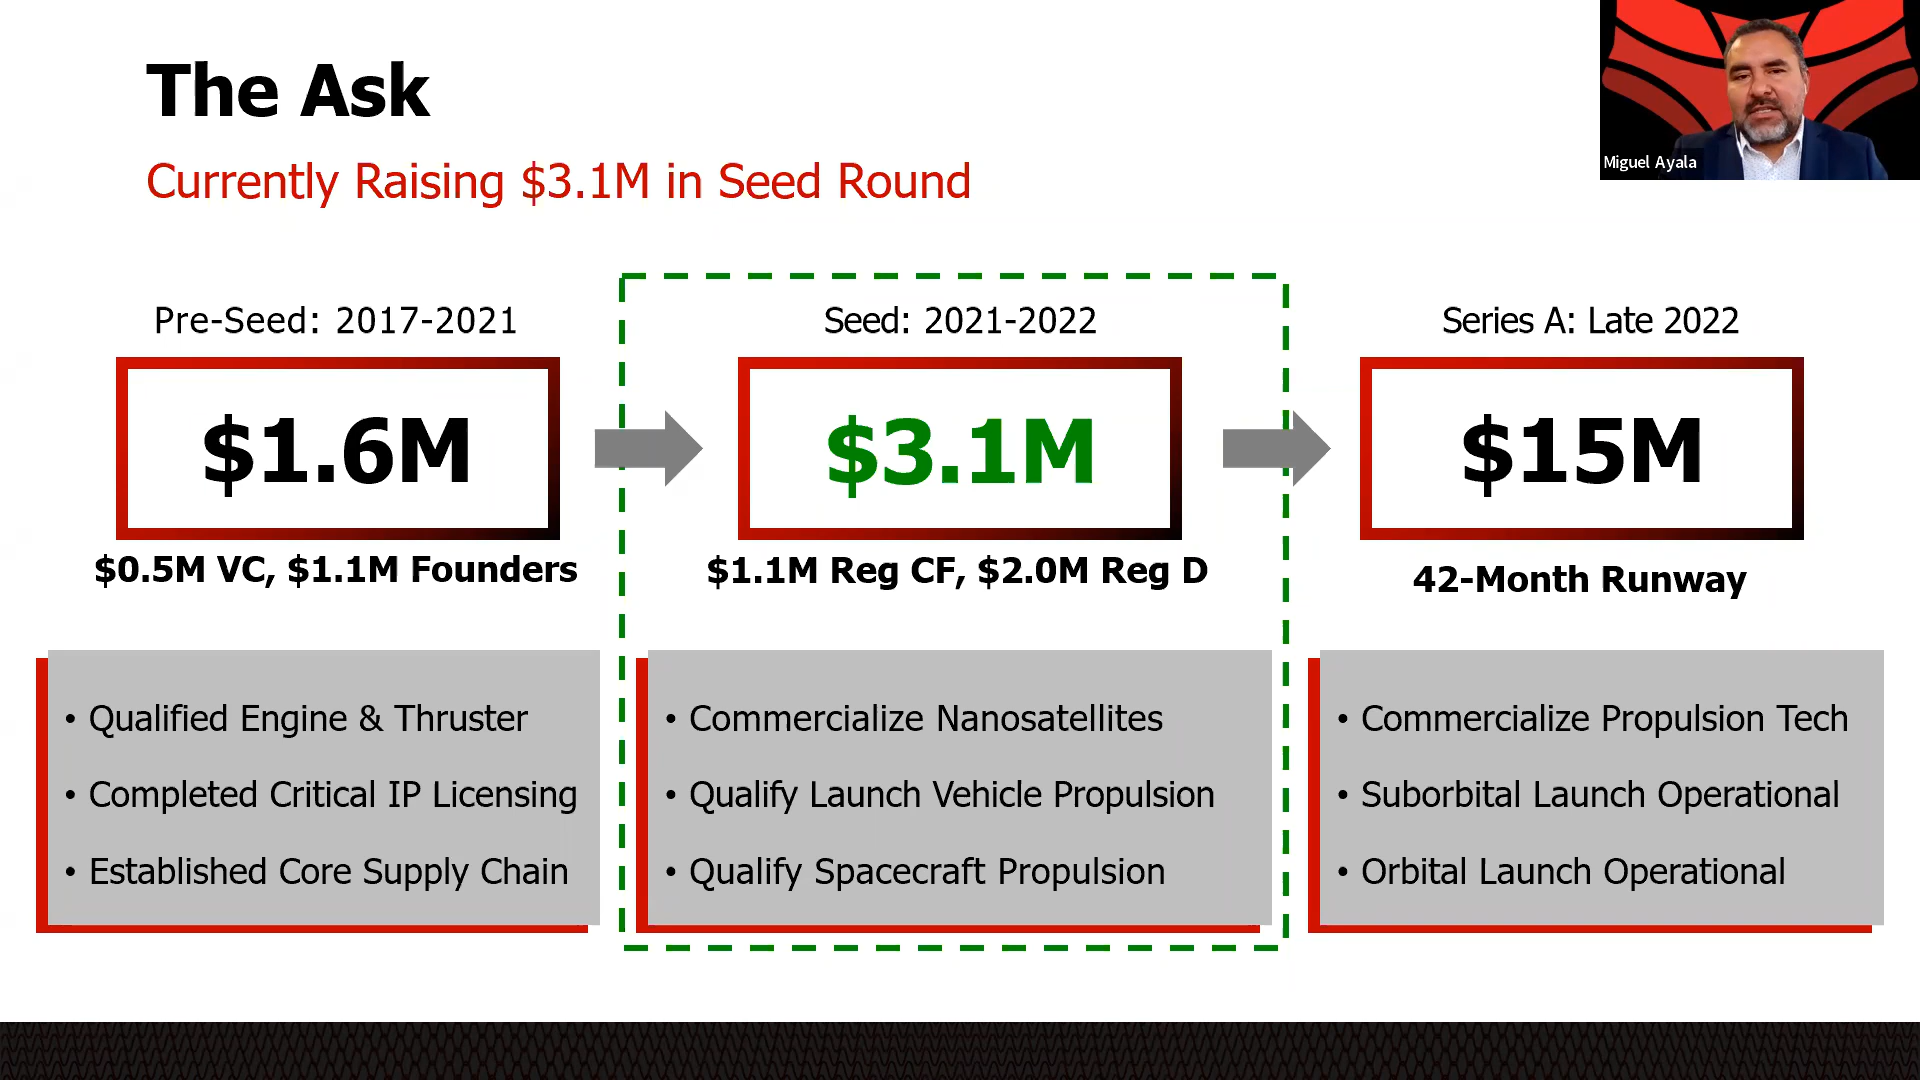 The Ask
Currently Raising $3.1M in Seed Round
Miguel Ayala
Pre-Seed: 2017-2021
$1.6M
$0.5M VC, $1.1M Founders
• Qualified Engine & Thruster
• Completed Critical IP Licensing
• Established Core Supply Chain
Seed: 2021-2022
$3.1M
$1.1M Reg CF, $2.0M Reg D
• Commercialize Nanosatellites
• Qualify Launch Vehicle Propulsion
• Qualify Spacecraft Propulsion
Series A: Late 2022
$15M
42-Month Runway
• Commercialize Propulsion Tech
• Suborbital Launch Operational
• Orbital Launch Operational